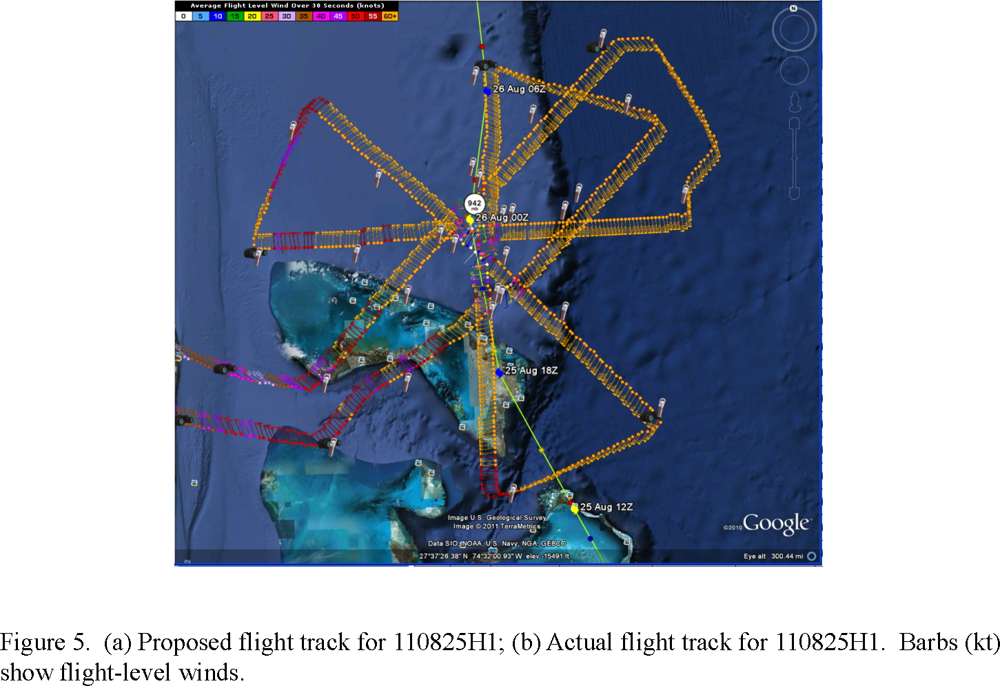 Average Flight Level Wind Over 30 Seconds (knots)
0 5 10 15 20 25 30 35 40 45 50 55 60+
N
26 Aug 06Z
942
mb
26 Aug 00Z
25 Aug 18Z
25 Aug 12Z
Image U.S. Geological Survey
Image © 2011 TerraMetrics
©2010 Google™
Data SIO, NOAA, U.S. Navy, NGA, GEBCO
27°37'26.38" N 74°32'00.93" W elev -15491 ft
Eye alt 300.44 mi
Figure 5. (a) Proposed flight track for 110825H1; (b) Actual flight track for 110825H1. Barbs (kt)
show flight-level winds.